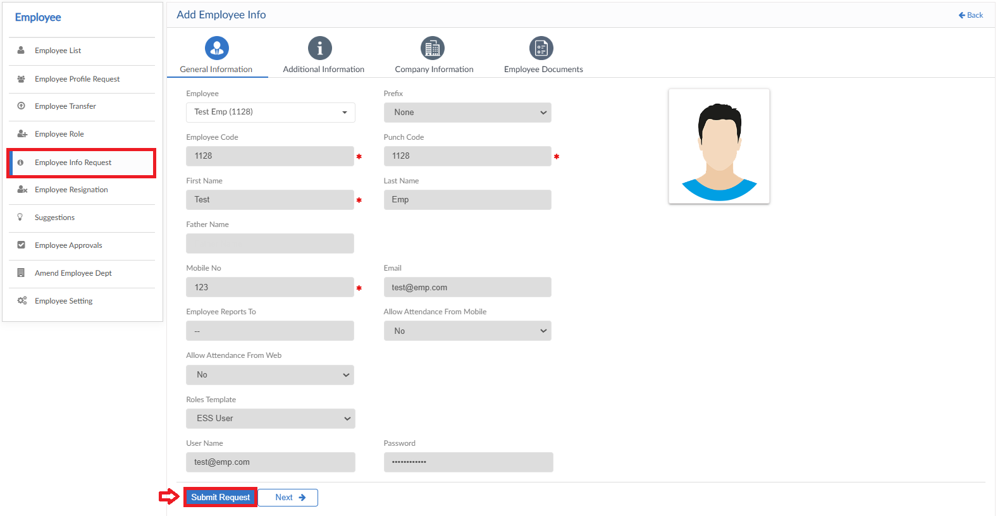 Employee
Employee List
Employee Profile Request
Employee Transfer
Employee Role
Employee Info Request
Employee Resignation
Suggestions
Employee Approvals
Amend Employee Dept
Employee Setting
Add Employee Info
Back
General Information
Additional Information
Company Information
Employee Documents
Employee
Prefix
Test Emp (1128)
None
Employee Code
Punch Code
1128 *
1128 *
First Name
Last Name
Test *
Emp
Father Name
Mobile No
Email
123 *
test@emp.com
Employee Reports To
Allow Attendance From Mobile
--
No
Allow Attendance From Web
No
Roles Template
ESS User
User Name
Password
test@emp.com
••••••••••••
Submit Request
Next